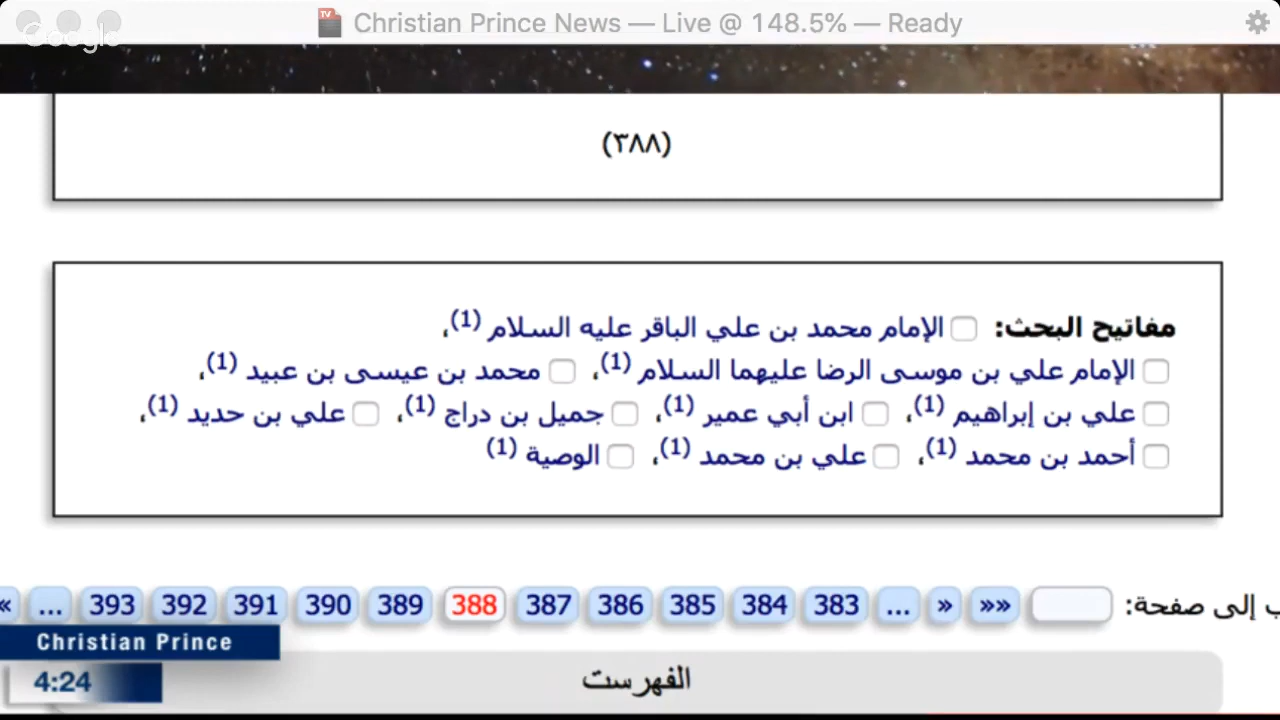 Christian Prince News — Live @ 148.5% — Ready
Google
(٣٨٨)
مفاتيح البحث: الإمام محمد بن علي الباقر عليه السلام (1)،
الإمام علي بن موسى الرضا عليهما السلام (1)، محمد بن عيسى بن عبيد (1)،
علي بن إبراهيم (1)، ابن أبي عمير (1)، جميل بن دراج (1)، علي بن حديد (1)،
أحمد بن محمد (1)، علي بن محمد (1)، الوصية (1)
« ... 393 392 391 390 389 388 387 386 385 384 383 ... » »» ب إلى صفحة:
Christian Prince
4:24
الفهرست